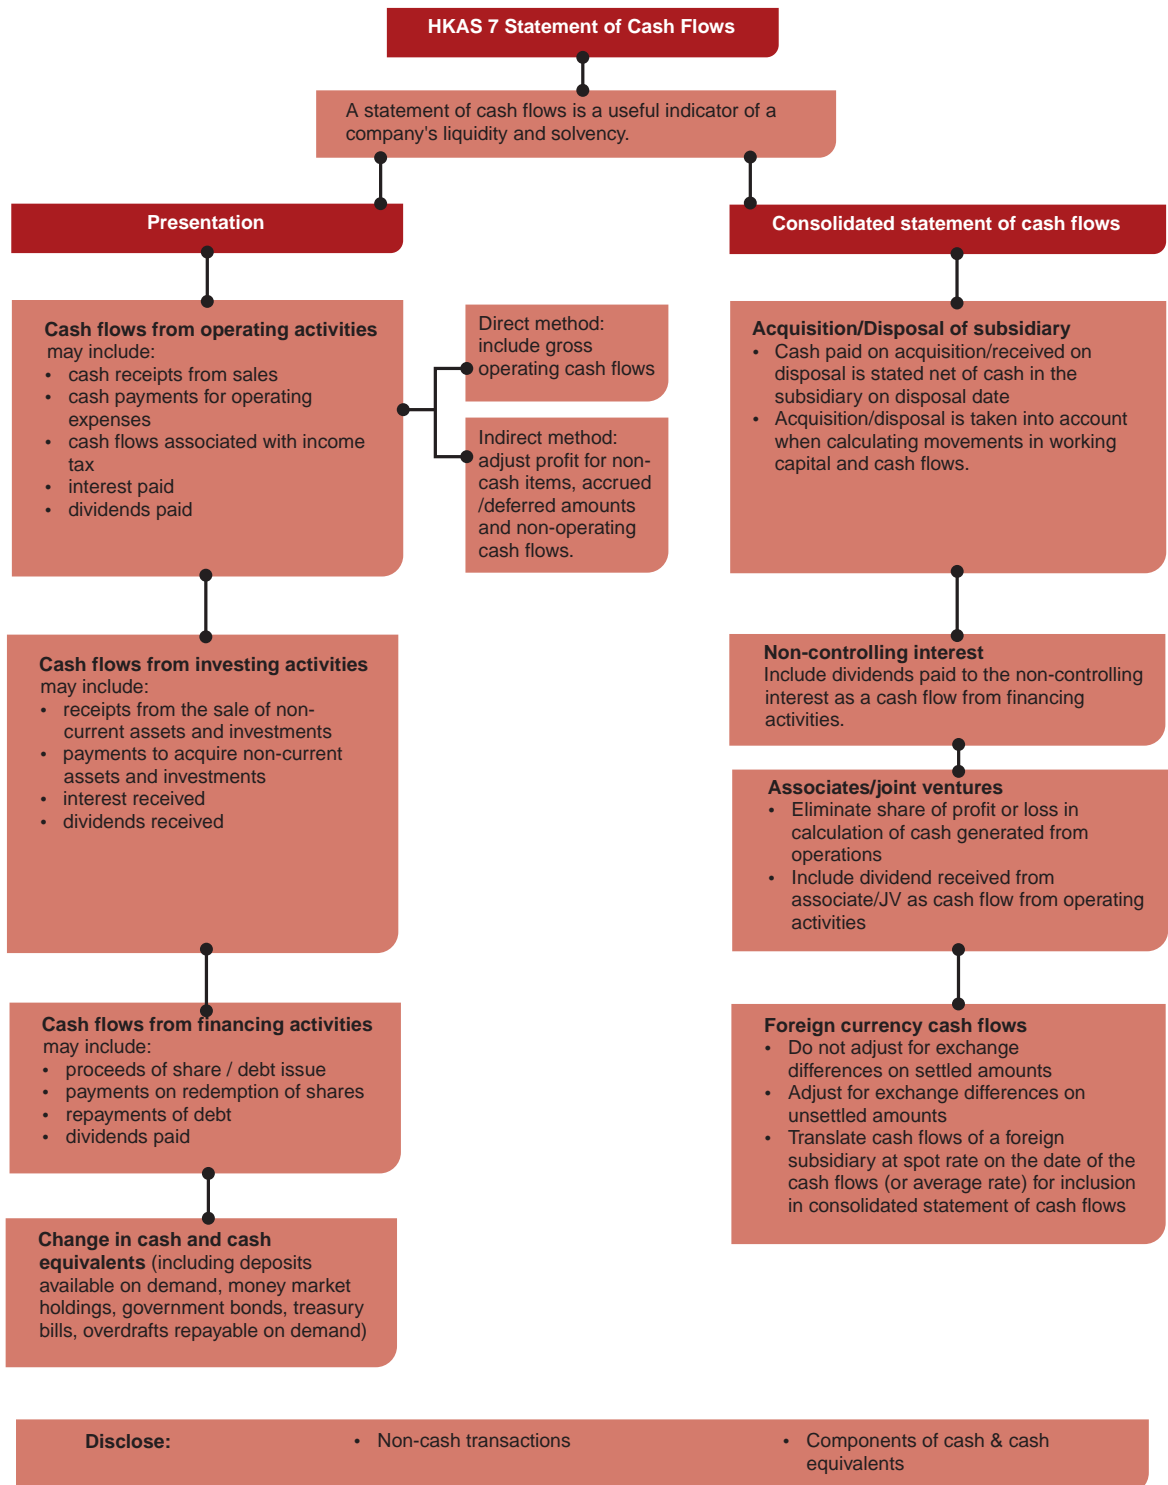 HKAS 7 Statement of Cash Flows
A statement of cash flows is a useful indicator of a
company's liquidity and solvency.
Presentation
Cash flows from operating activities
may include:
• cash receipts from sales
• cash payments for operating
expenses
• cash flows associated with income
tax
• interest paid
• dividends paid
Direct method:
include gross
operating cash flows
Indirect method:
adjust profit for non-
cash items, accrued
/deferred amounts
and non-operating
cash flows.
Cash flows from investing activities
may include:
• receipts from the sale of non-
current assets and investments
• payments to acquire non-current
assets and investments
• interest received
• dividends received
Cash flows from financing activities
may include:
• proceeds of share / debt issue
• payments on redemption of shares
• repayments of debt
• dividends paid
Change in cash and cash
equivalents (including deposits
available on demand, money market
holdings, government bonds, treasury
bills, overdrafts repayable on demand)
Consolidated statement of cash flows
Acquisition/Disposal of subsidiary
• Cash paid on acquisition/received on
disposal is stated net of cash in the
subsidiary on disposal date
• Acquisition/disposal is taken into account
when calculating movements in working
capital and cash flows.
Non-controlling interest
Include dividends paid to the non-controlling
interest as a cash flow from financing
activities.
Associates/joint ventures
• Eliminate share of profit or loss in
calculation of cash generated from
operations
• Include dividend received from
associate/JV as cash flow from operating
activities
Foreign currency cash flows
• Do not adjust for exchange
differences on settled amounts
• Adjust for exchange differences on
unsettled amounts
• Translate cash flows of a foreign
subsidiary at spot rate on the date of the
cash flows (or average rate) for inclusion
in consolidated statement of cash flows
Disclose:
• Non-cash transactions
• Components of cash & cash
equivalents